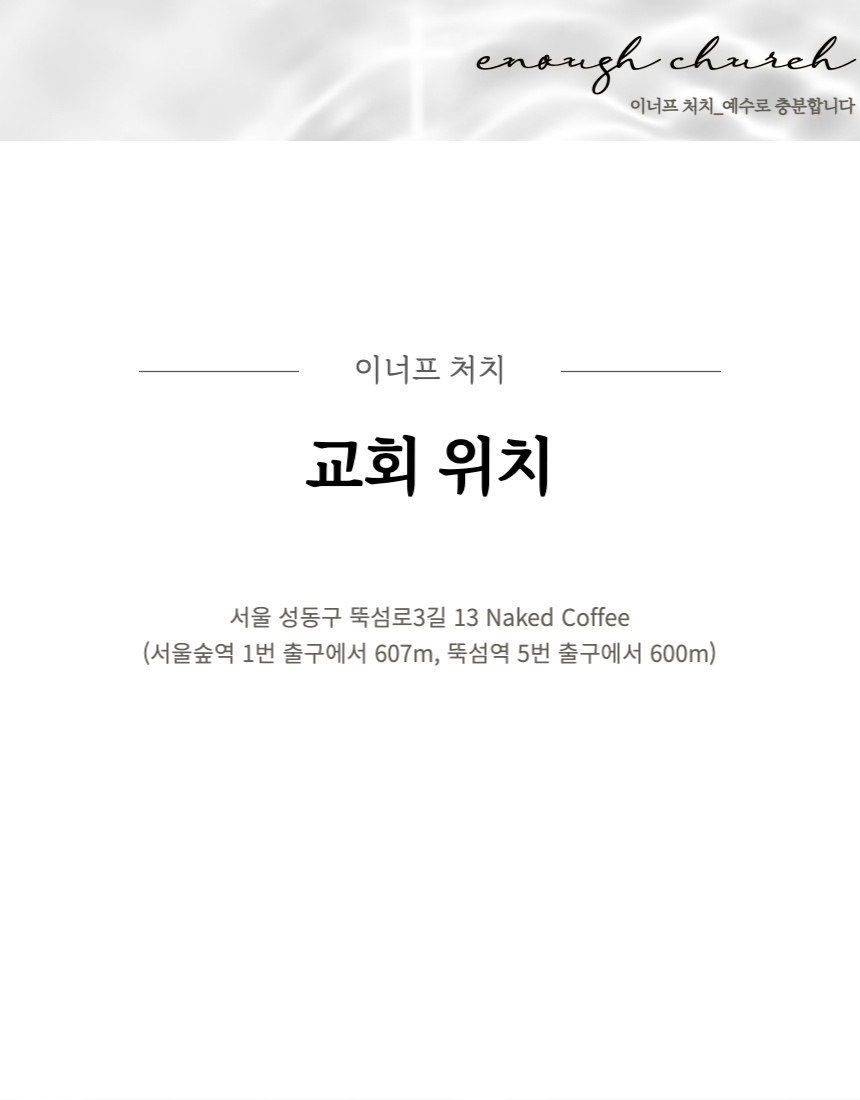 enough church
이너프 처치_예수로 충분합니다
이너프 처치
교회 위치
서울 성동구 뚝섬로3길 13 Naked Coffee
(서울숲역 1번 출구에서 607m, 뚝섬역 5번 출구에서 600m)